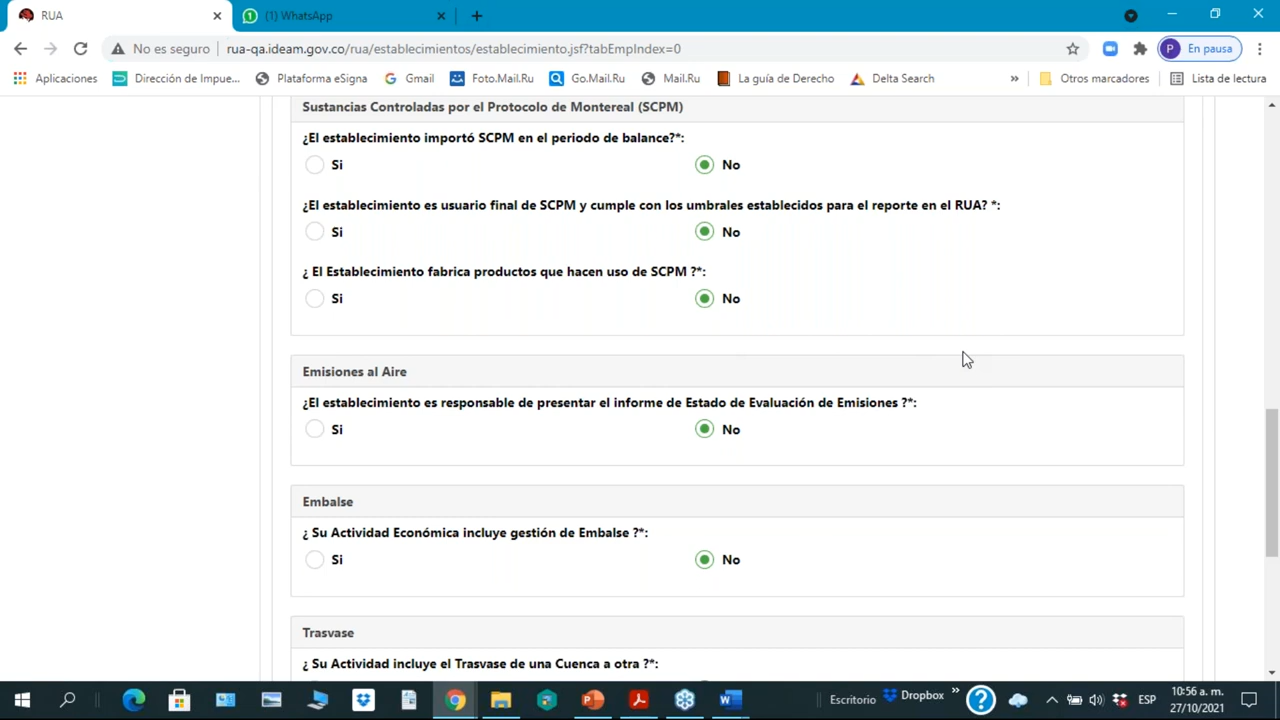 RUA
(1) WhatsApp
No es seguro
rua-qa.ideam.gov.co/rua/establecimientos/establecimiento.jsf?tabEmpIndex=0
P En pausa
Aplicaciones
Dirección de Impue...
Plataforma eSigna
Gmail
Foto.Mail.Ru
Go.Mail.Ru
Mail.Ru
La guía de Derecho
Delta Search
»
Otros marcadores
Lista de lectura
Sustancias Controladas por el Protocolo de Montereal (SCPM)
¿El establecimiento importó SCPM en el periodo de balance?*:
Si
No
¿El establecimiento es usuario final de SCPM y cumple con los umbrales establecidos para el reporte en el RUA? *:
Si
No
¿ El Establecimiento fabrica productos que hacen uso de SCPM ?*:
Si
No
Emisiones al Aire
¿El establecimiento es responsable de presentar el informe de Estado de Evaluación de Emisiones ?*:
Si
No
Embalse
¿ Su Actividad Económica incluye gestión de Embalse ?*:
Si
No
Trasvase
¿ Su Actividad incluye el Trasvase de una Cuenca a otra ?*:
Escritorio
Dropbox
»
ESP
10:56 a. m.
27/10/2021